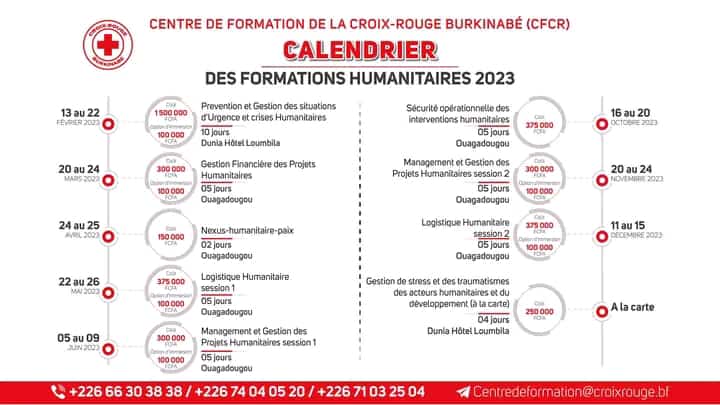 CENTRE DE FORMATION DE LA CROIX-ROUGE BURKINABÉ (CFCR)
CROIX-ROUGE
BURKINABE
CALENDRIER
DES FORMATIONS HUMANITAIRES 2023
13 au 22
FÉVRIER 2023
Coût
1 500 000
FCFA
Option d'immersion
100 000
FCFA
Prevention et Gestion des situations
d'Urgence et crises Humanitaires
10 jours
Dunia Hôtel Loumbila
20 au 24
MARS 2023
Coût
300 000
FCFA
Option d'immersion
100 000
FCFA
Gestion Financière des Projets
Humanitaires
05 jours
Ouagadougou
24 au 25
AVRIL 2023
Coût
150 000
FCFA
Nexus-humanitaire-paix
02 jours
Ouagadougou
22 au 26
MAI 2023
Coût
375 000
FCFA
Option d'immersion
100 000
FCFA
Logistique Humanitaire
session 1
05 jours
Ouagadougou
05 au 09
JUIN 2023
Coût
300 000
FCFA
Option d'immersion
100 000
FCFA
Management et Gestion des
Projets Humanitaires session 1
05 jours
Ouagadougou
Sécurité opérationnelle des
interventions humanitaires
05 jours
Ouagadougou
Coût
375 000
FCFA
16 au 20
OCTOBRE 2023
Management et Gestion des
Projets Humanitaires session 2
05 jours
Ouagadougou
Coût
300 000
FCFA
Option d'immersion
100 000
FCFA
20 au 24
NOVEMBRE 2023
Logistique Humanitaire
session 2
05 jours
Ouagadougou
Coût
375 000
FCFA
Option d'immersion
100 000
FCFA
11 au 15
DÉCEMBRE 2023
Gestion de stress et des traumatismes
des acteurs humanitaires et du
développement (à la carte)
04 jours
Dunia Hôtel Loumbila
Coût
250 000
FCFA
A la carte
+226 66 30 38 38 / +226 74 04 05 20 / +226 71 03 25 04
Centredeformation@croixrouge.bf